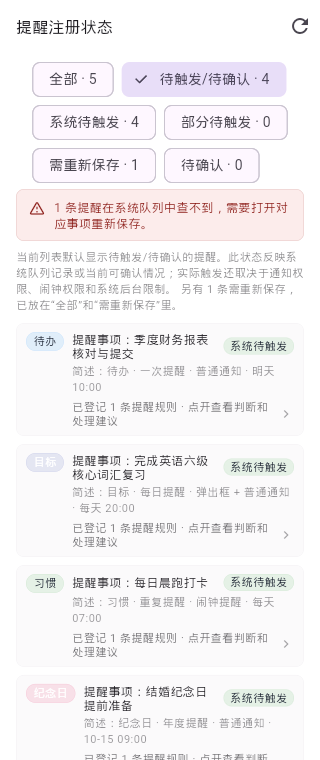 提醒注册状态
全部 · 5
待触发/待确认 · 4
系统待触发 · 4
部分待触发 · 0
需重新保存 · 1
待确认 · 0
1 条提醒在系统队列中查不到，需要打开对
应事项重新保存。
当前列表默认显示待触发/待确认的提醒。此状态反映系
统队列记录或当前可确认情况；实际触发还取决于通知权
限、闹钟权限和系统后台限制。 另有 1 条需重新保存，
已放在“全部”和“需重新保存”里。
待办
提醒事项：季度财务报表
核对与提交
系统待触发
简述：待办 · 一次提醒 · 普通通知 · 明天
10:00
已登记 1 条提醒规则 · 点开查看判断和
处理建议
目标
提醒事项：完成英语六级
核心词汇复习
系统待触发
简述：目标 · 每日提醒 · 弹出框 + 普通通知
· 每天 20:00
已登记 1 条提醒规则 · 点开查看判断和
处理建议
习惯
提醒事项：每日晨跑打卡
系统待触发
简述：习惯 · 重复提醒 · 闹钟提醒 · 每天
07:00
已登记 1 条提醒规则 · 点开查看判断和
处理建议
纪念日
提醒事项：结婚纪念日
提前准备
系统待触发
简述：纪念日 · 年度提醒 · 普通通知 ·
10-15 09:00
已登记 1 条提醒规则 · 点开查看判断